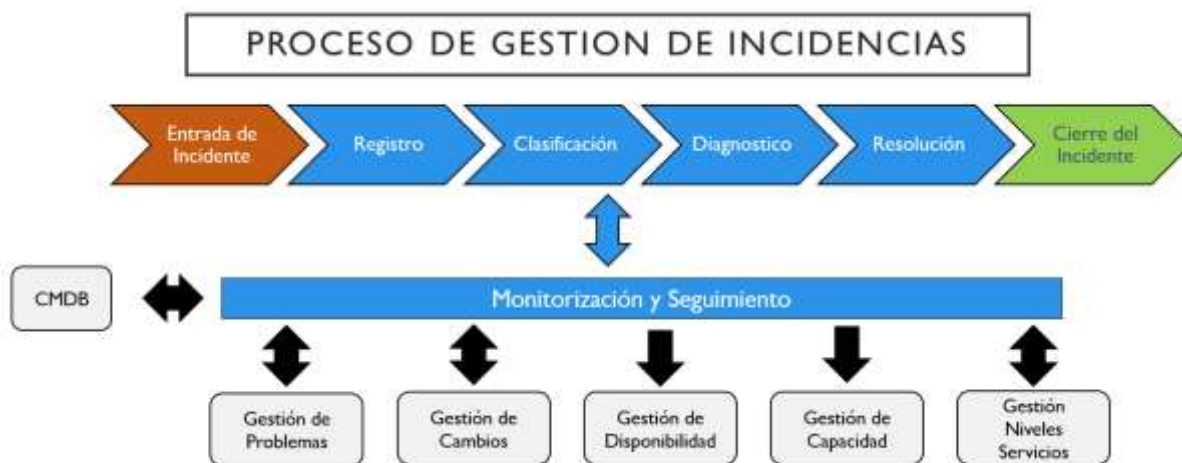 PROCESO DE GESTION DE INCIDENCIAS
Entrada de
Incidente
Registro
Clasificación
Diagnostico
Resolución
Cierre del
Incidente
CMDB
Monitorización y Seguimiento
Gestión de
Problemas
Gestión de
Cambios
Gestión de
Disponibilidad
Gestión de
Capacidad
Gestión
Niveles
Servicios